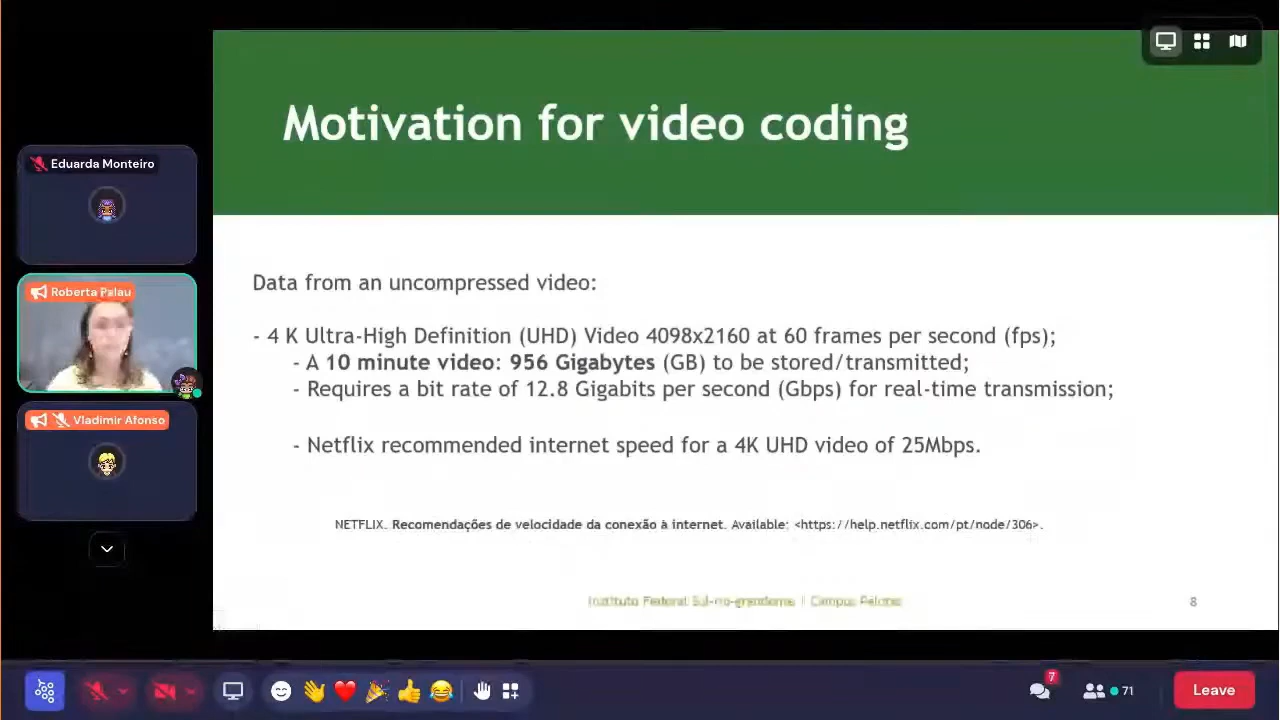 Motivation for video coding
Eduarda Monteiro
Roberta Palau
Vladimir Afonso
Data from an uncompressed video:
- 4 K Ultra-High Definition (UHD) Video 4098x2160 at 60 frames per second (fps);
- A 10 minute video: 956 Gigabytes (GB) to be stored/transmitted;
- Requires a bit rate of 12.8 Gigabits per second (Gbps) for real-time transmission;
- Netflix recommended internet speed for a 4K UHD video of 25Mbps.
NETFLIX. Recomendações de velocidade da conexão à internet. Available: <https://help.netflix.com/pt/node/306>.
Instituto Federal Sul-rio-grandense | Campus Pelotas
8
7
71
Leave